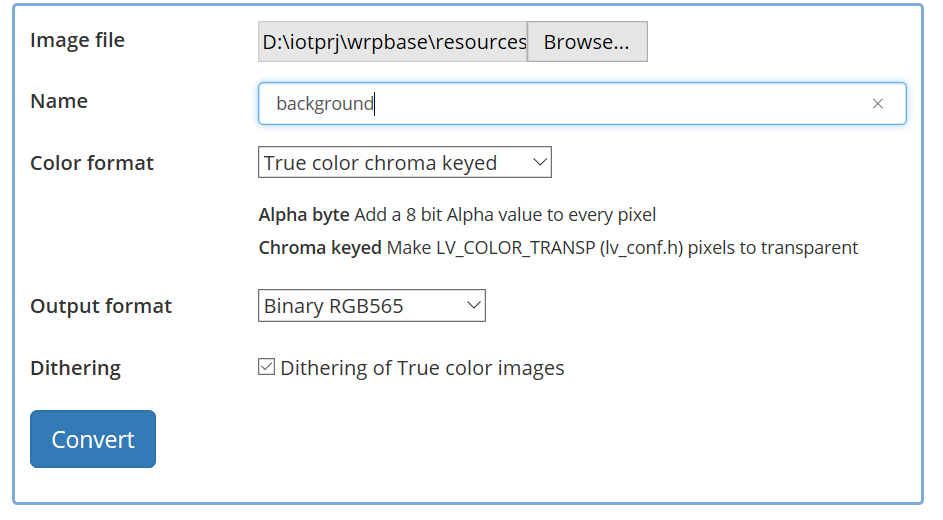 Image file D:\iotprj\wrpbase\resources Browse...
Name background ×
Color format True color chroma keyed
Alpha byte Add a 8 bit Alpha value to every pixel
Chroma keyed Make LV_COLOR_TRANSP (lv_conf.h) pixels to transparent
Output format Binary RGB565
Dithering Dithering of True color images
Convert